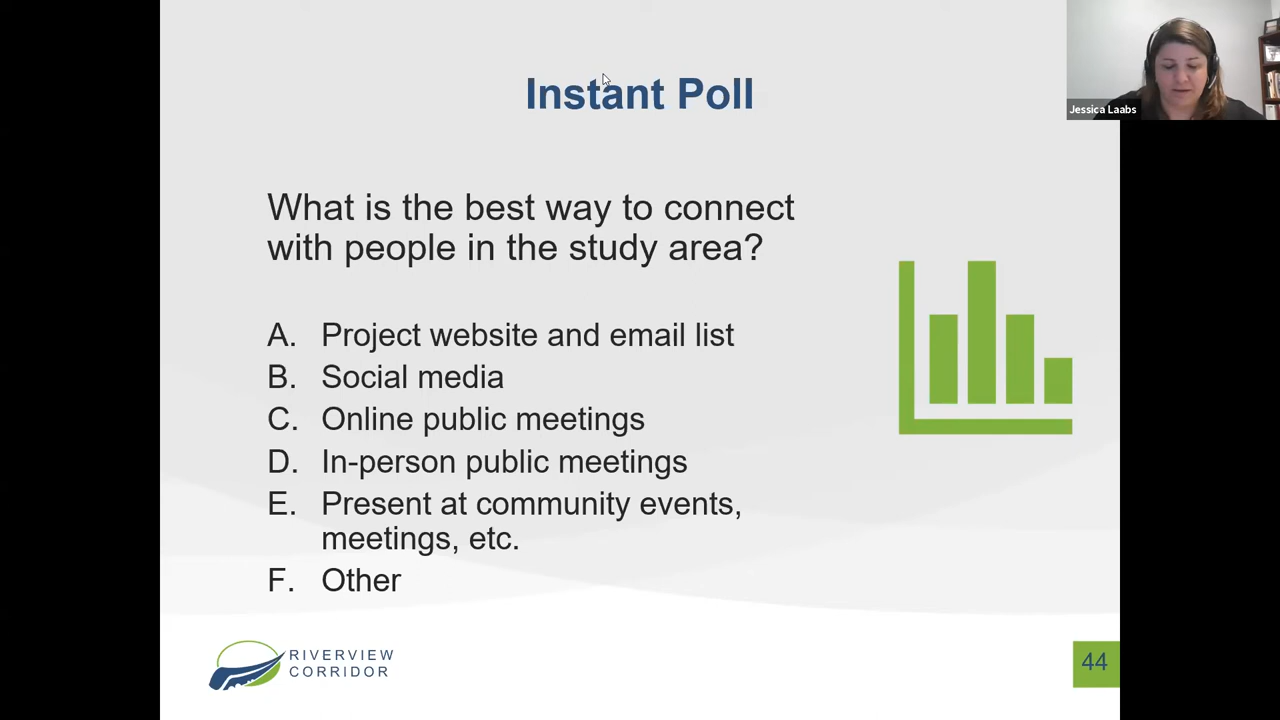 Instant Poll
Jessica Laabs
What is the best way to connect
with people in the study area?
A. Project website and email list
B. Social media
C. Online public meetings
D. In-person public meetings
E. Present at community events,
meetings, etc.
F. Other
RIVERVIEW
CORRIDOR
44